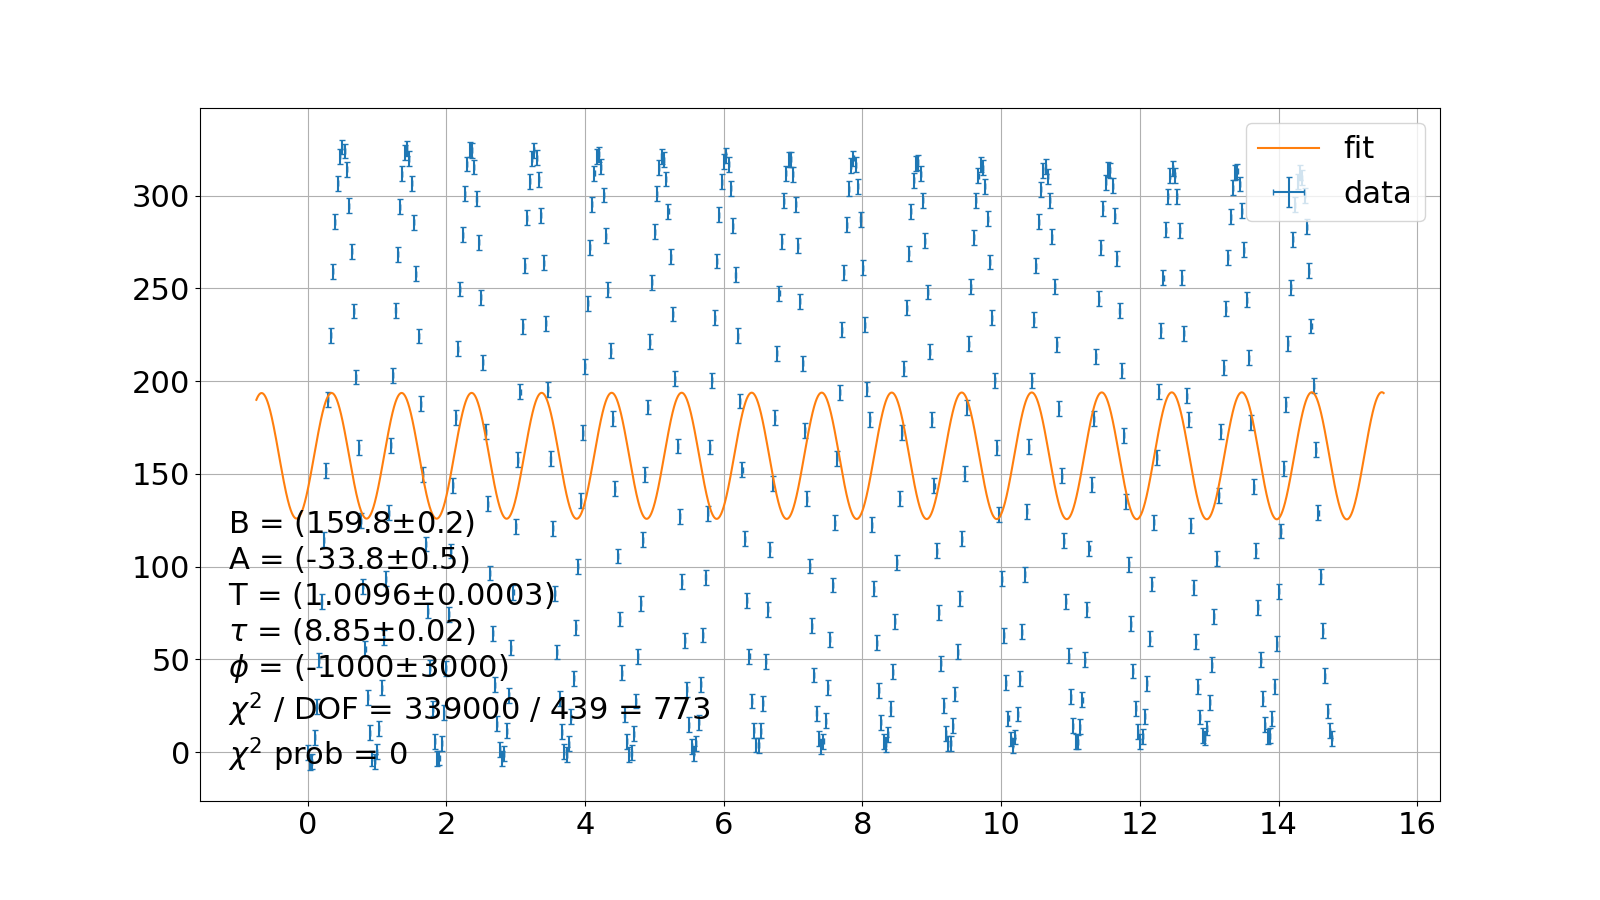 fit
data
300
250
200
150
100
50
0
B = (159.8±0.2)
A = (-33.8±0.5)
T = (1.0096±0.0003)
τ = (8.85±0.02)
ϕ = (-1000±3000)
χ² / DOF = 339000 / 439 = 773
χ² prob = 0
0 2 4 6 8 10 12 14 16